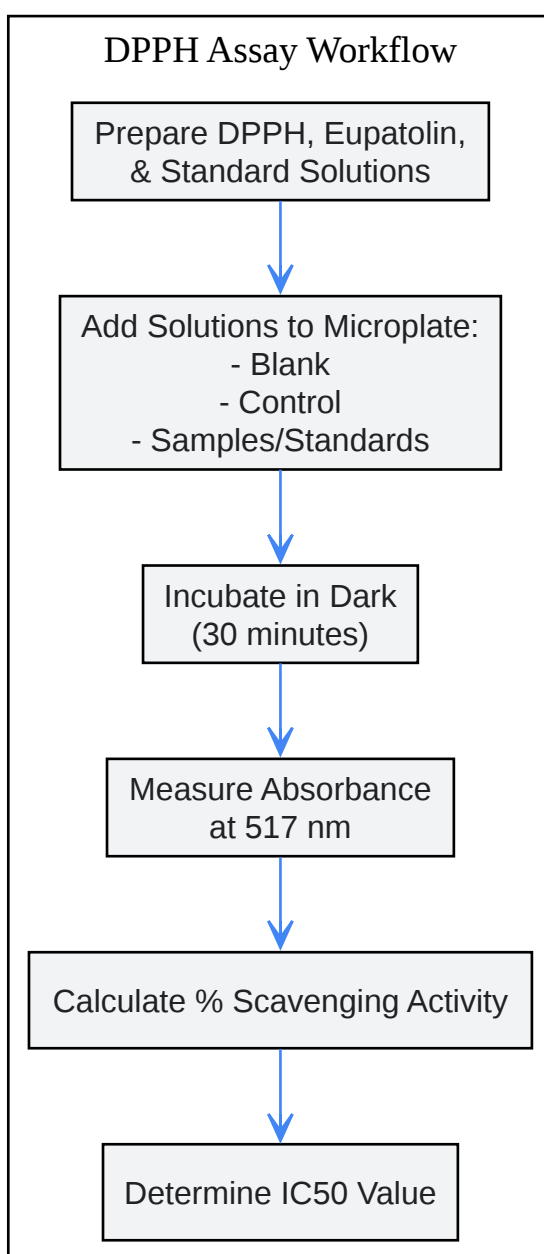 DPPH Assay Workflow
Prepare DPPH, Eupatolin,
& Standard Solutions
Add Solutions to Microplate:
- Blank
- Control
- Samples/Standards
Incubate in Dark
(30 minutes)
Measure Absorbance
at 517 nm
Calculate % Scavenging Activity
Determine IC50 Value